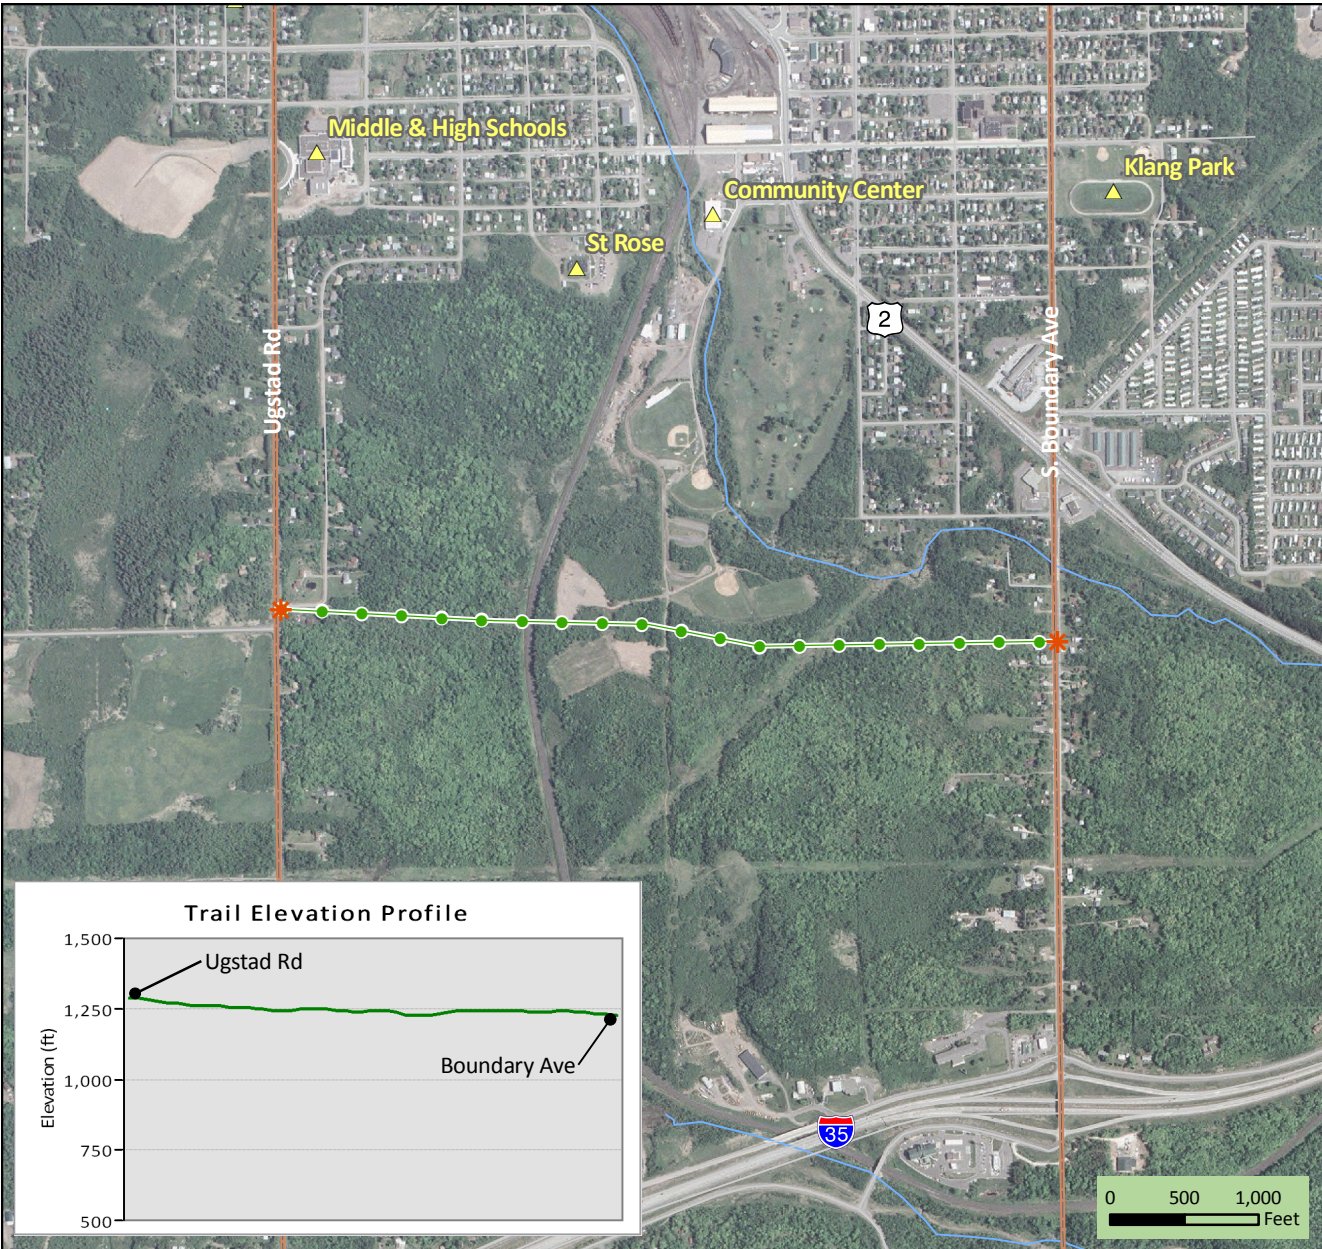 Middle & High Schools
Klang Park
Community Center
St Rose
2
Ugstad Rd
S. Boundary Ave
Trail Elevation Profile
1,500
Ugstad Rd
1,250
Elevation (ft)
Boundary Ave
1,000
750
500
35
0 500 1,000
Feet